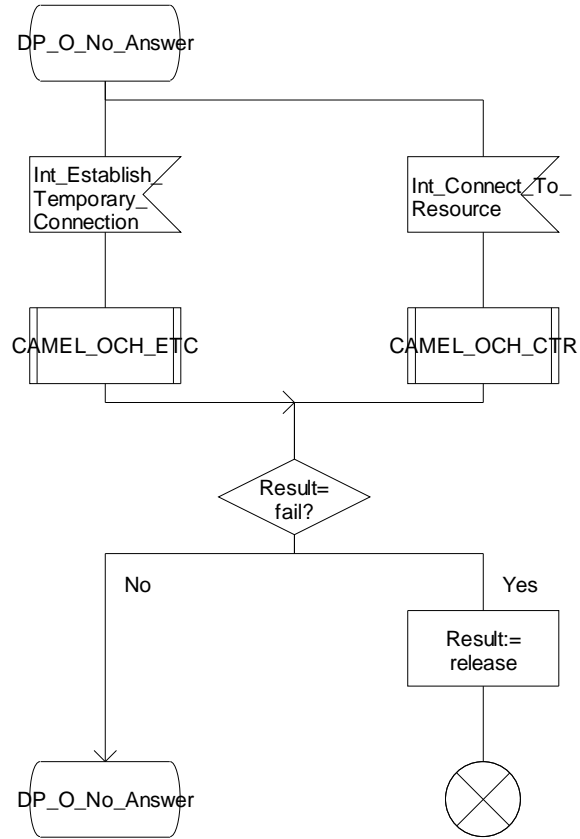 DP_O_No_Answer
Int_Establish_
Temporary_
Connection
Int_Connect_To_
Resource
CAMEL_OCH_ETC
CAMEL_OCH_CTR
Result=
fail?
No
Yes
Result:=
release
DP_O_No_Answer